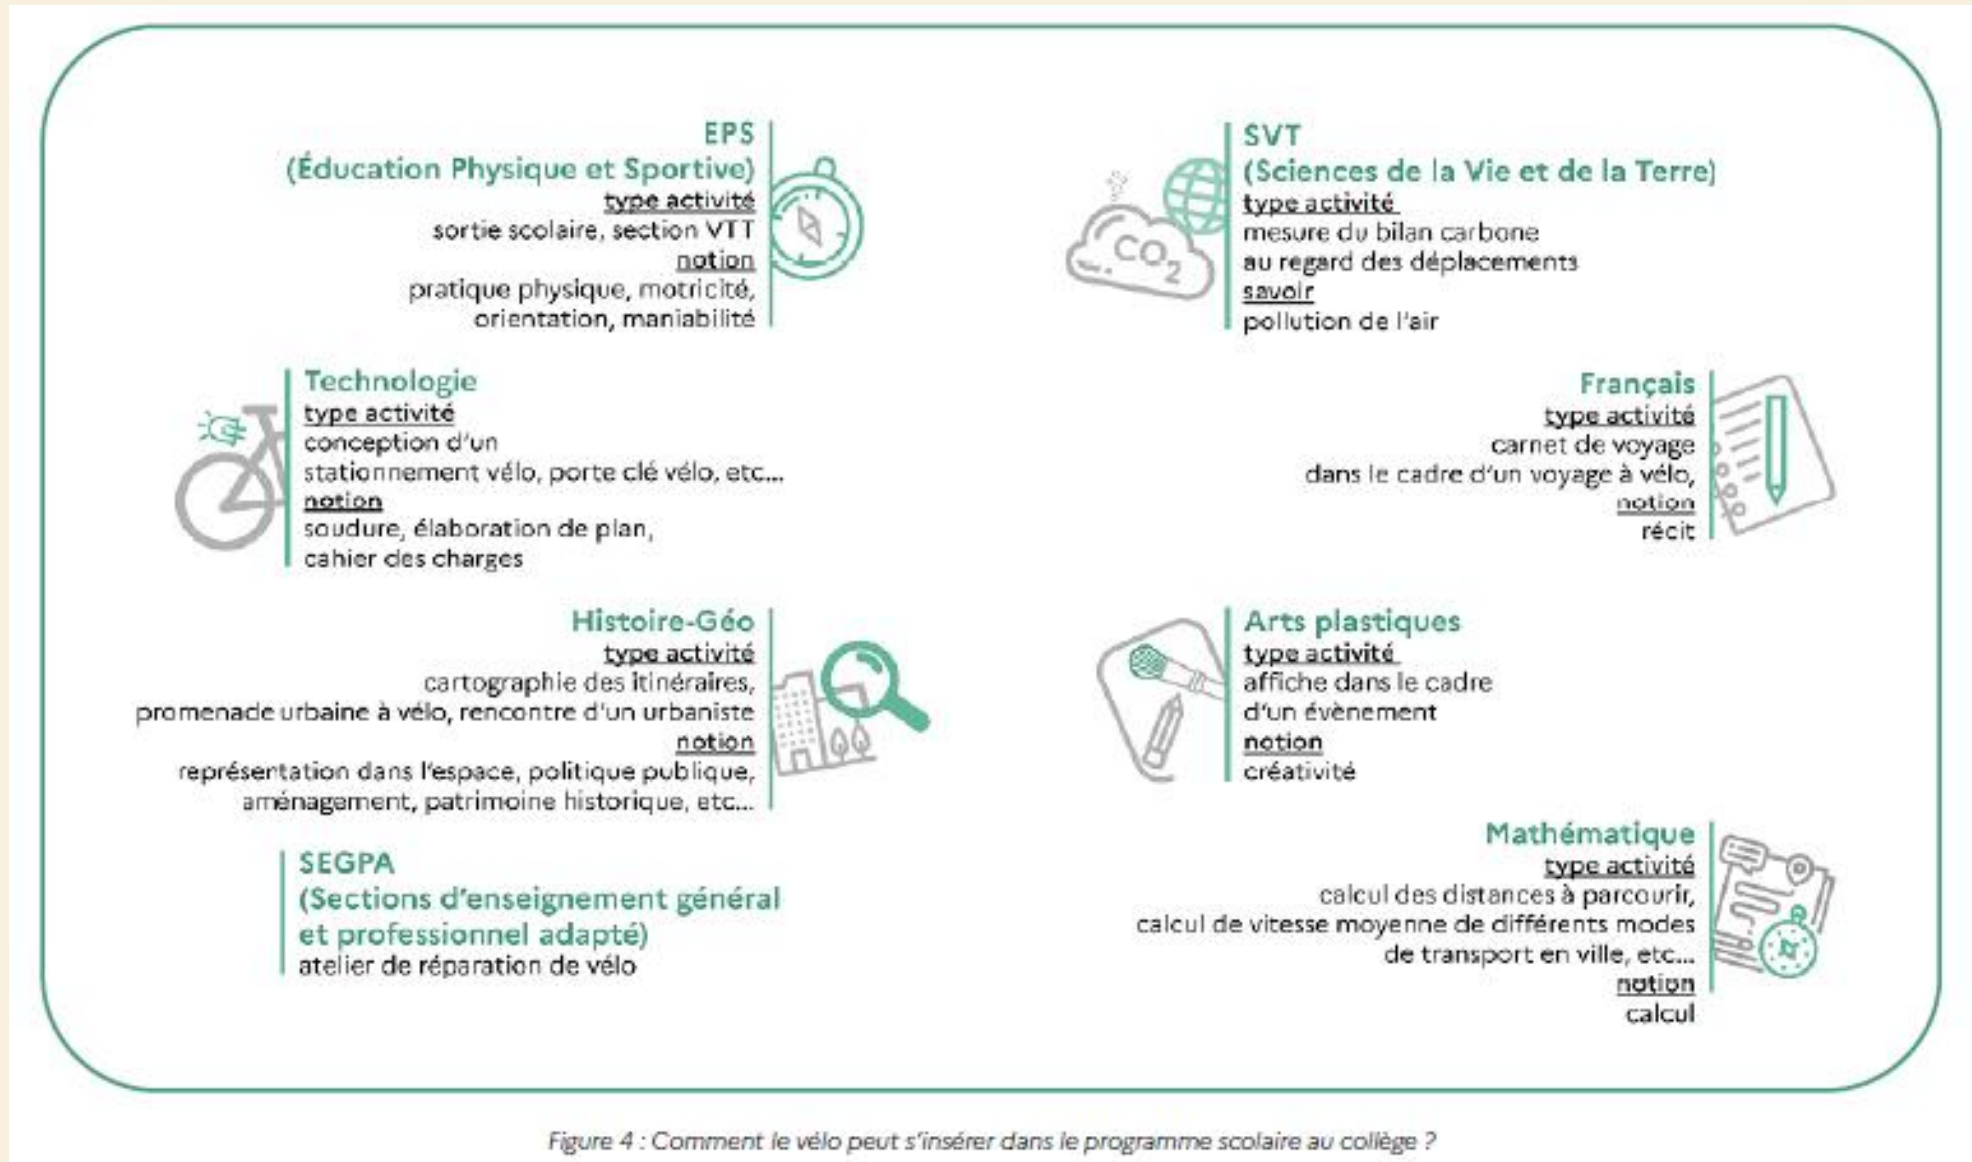 EPS
(Éducation Physique et Sportive)
type activité
sortie scolaire, section VTT
notion
pratique physique, motricité,
orientation, maniabilité
SVT
(Sciences de la Vie et de la Terre)
type activité
mesure du bilan carbone
au regard des déplacements
savoir
pollution de l'air
CO2
Technologie
type activité
conception d'un
stationnement vélo, porte clé vélo, etc...
notion
soudure, élaboration de plan,
cahier des charges
Français
type activité
carnet de voyage
dans le cadre d'un voyage à vélo,
notion
récit
Histoire-Géo
type activité
cartographie des itinéraires,
promenade urbaine à vélo, rencontre d'un urbaniste
notion
représentation dans l'espace, politique publique,
aménagement, patrimoine historique, etc...
Arts plastiques
type activité
affiche dans le cadre
d'un évènement
notion
créativité
SEGPA
(Sections d'enseignement général
et professionnel adapté)
atelier de réparation de vélo
Mathématique
type activité
calcul des distances à parcourir,
calcul de vitesse moyenne de différents modes
de transport en ville, etc...
notion
calcul
Figure 4 : Comment le vélo peut s'insérer dans le programme scolaire au collège ?